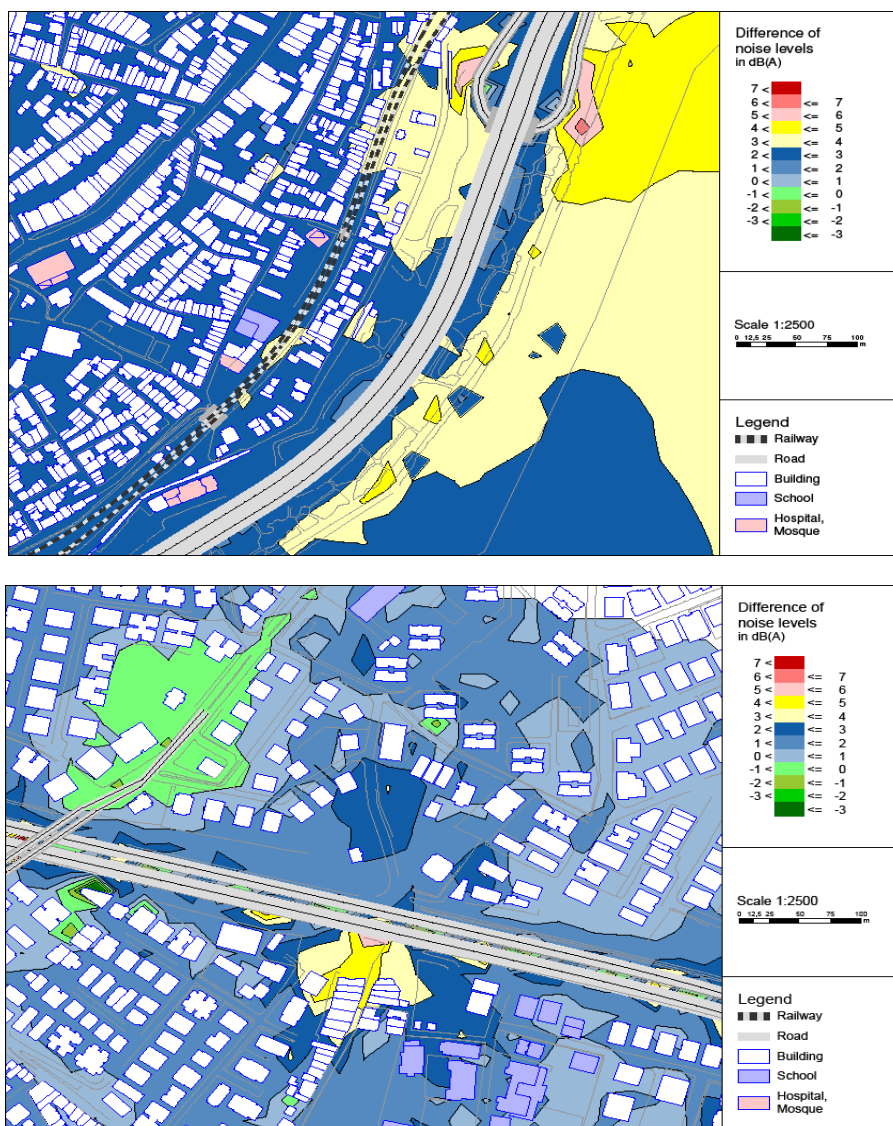 Difference of
noise levels
in dB(A)
7 <
6 < <= 7
5 < <= 6
4 < <= 5
3 < <= 4
2 < <= 3
1 < <= 2
0 < <= 1
-1 < <= 0
-2 < <= -1
-3 < <= -2
<= -3
Scale 1:2500
0 12,5 25 50 75 100
m
Legend
Railway
Road
Building
School
Hospital,
Mosque
Difference of
noise levels
in dB(A)
7 <
6 < <= 7
5 < <= 6
4 < <= 5
3 < <= 4
2 < <= 3
1 < <= 2
0 < <= 1
-1 < <= 0
-2 < <= -1
-3 < <= -2
<= -3
Scale 1:2500
0 12,5 25 50 75 100
m
Legend
Railway
Road
Building
School
Hospital,
Mosque